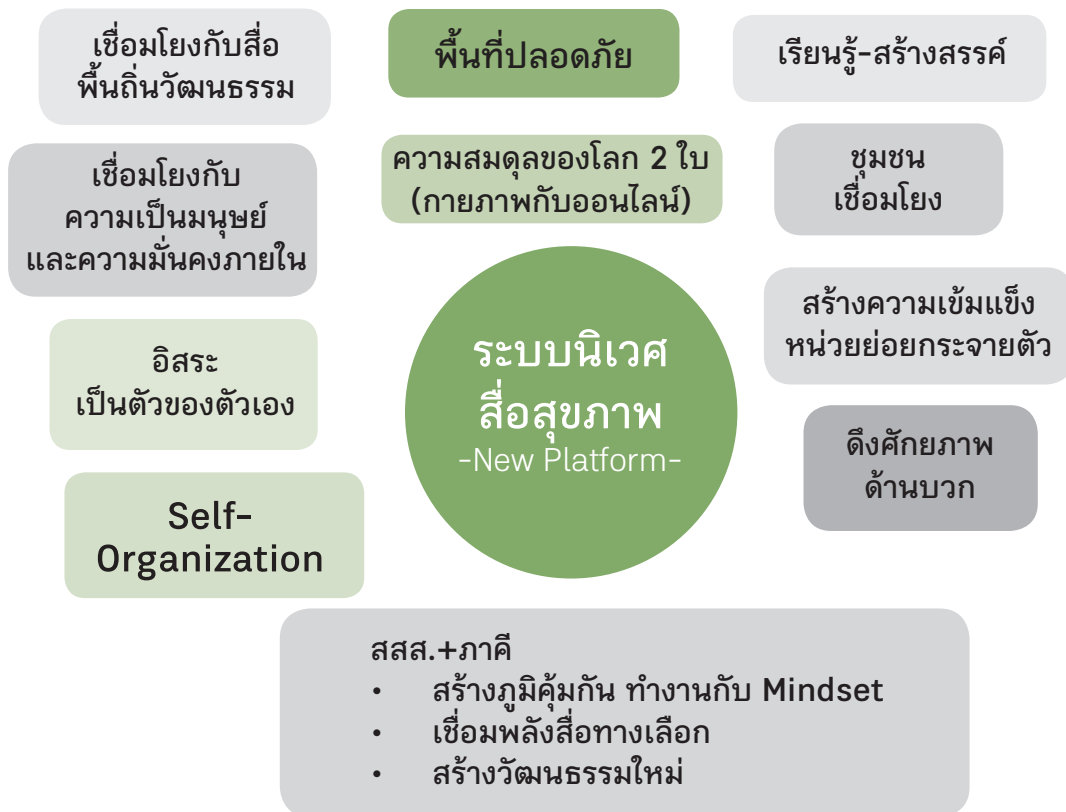 เชื่อมโยงกับสื่อ
พื้นถิ่นวัฒนธรรม
พื้นที่ปลอดภัย
เรียนรู้-สร้างสรรค์
เชื่อมโยงกับ
ความเป็นมนุษย์
และความมั่นคงภายใน
ความสมดุลของโลก 2 ใบ
(กายภาพกับออนไลน์)
ชุมชน
เชื่อมโยง
อิสระ
เป็นตัวของตัวเอง
ระบบนิเวศ
สื่อสุขภาพ
-New Platform-
สร้างความเข้มแข็ง
หน่วยย่อยกระจายตัว
Self-
Organization
ดึงศักยภาพ
ด้านบวก
สสส.+ภาคี
• สร้างภูมิคุ้มกัน ทำงานกับ Mindset
• เชื่อมพลังสื่อทางเลือก
• สร้างวัฒนธรรมใหม่